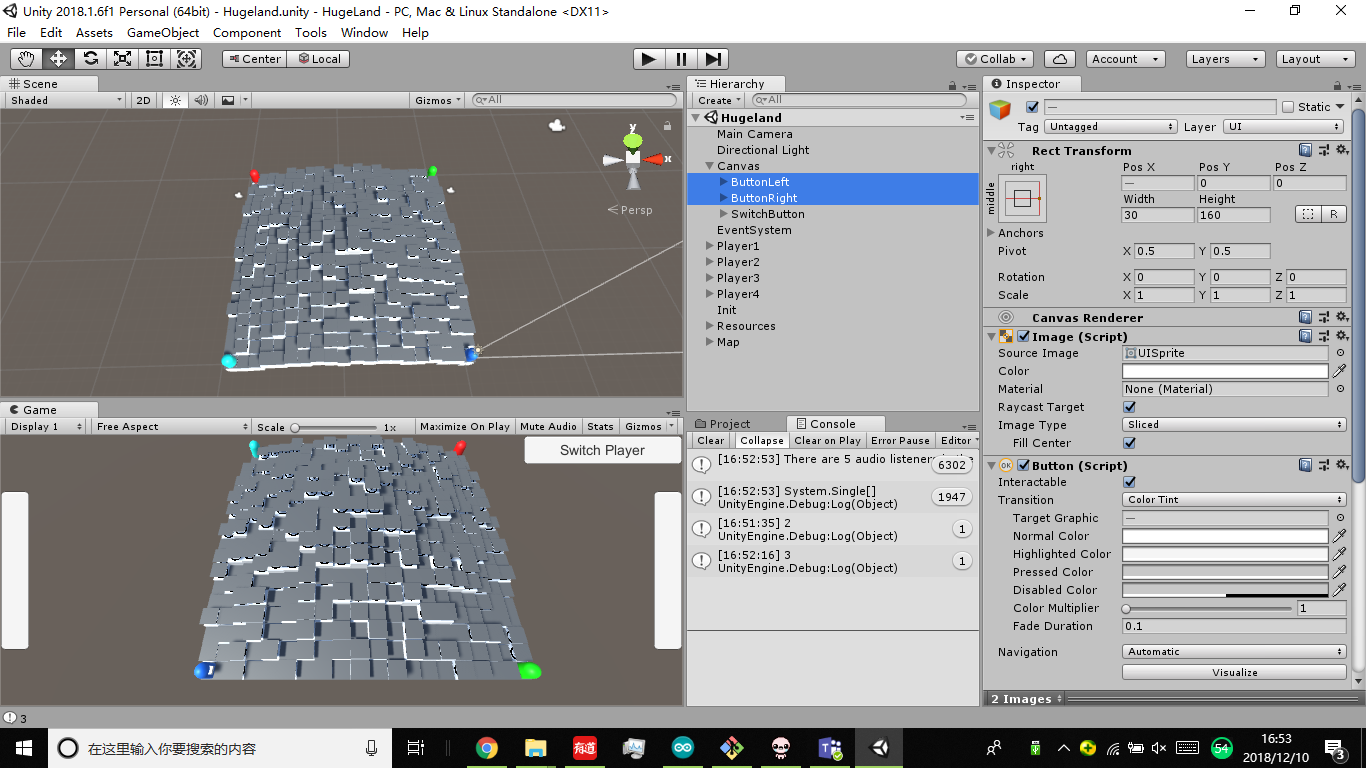 Unity 2018.1.6f1 Personal (64bit) - Hugeland.unity - HugeLand - PC, Mac & Linux Standalone <DX11>
File Edit Assets GameObject Component Tools Window Help
Center Local Collab Account Layers Layout
Scene
Shaded 2D Gizmos All
y
x
Persp
Game
Display 1 Free Aspect Scale 1x Maximize On Play Mute Audio Stats Gizmos
Switch Player
Hierarchy
Create All
Hugeland
Main Camera
Directional Light
Canvas
ButtonLeft
ButtonRight
SwitchButton
EventSystem
Player1
Player2
Player3
Player4
Init
Resources
Map
Project Console
Clear Collapse Clear on Play Error Pause Editor
[16:52:53] There are 5 audio listeners in the 6302
[16:52:53] System.Single[]
UnityEngine.Debug:Log(Object) 1947
[16:51:35] 2
UnityEngine.Debug:Log(Object) 1
[16:52:16] 3
UnityEngine.Debug:Log(Object) 1
Inspector
— Static
Tag Untagged Layer UI
Rect Transform
right Pos X Pos Y Pos Z
middle — 0 0
Width Height
30 160 R
Anchors
Pivot X 0.5 Y 0.5
Rotation X 0 Y 0 Z 0
Scale X 1 Y 1 Z 1
Canvas Renderer
Image (Script)
Source Image UISprite
Color
Material None (Material)
Raycast Target
Image Type Sliced
Fill Center
OK Button (Script)
Interactable
Transition Color Tint
Target Graphic —
Normal Color
Highlighted Color
Pressed Color
Disabled Color
Color Multiplier 1
Fade Duration 0.1
Navigation Automatic
Visualize
2 Images
3
在这里输入你要搜索的内容
有道
54
16:53
2018/12/10
3